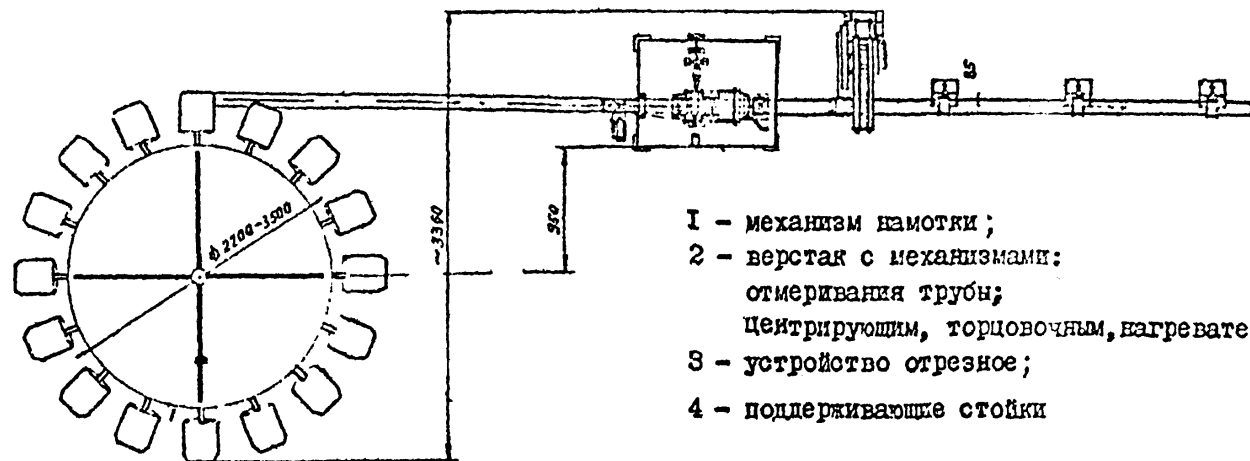 85
ϕ 2700-3500
~3360
950
I - механизм намотки;
2 - верстак с механизмами:
отмеривания трубы;
центрирующим, торцовочным, нагревате
3 - устройство отрезное;
4 - поддерживающие стойки